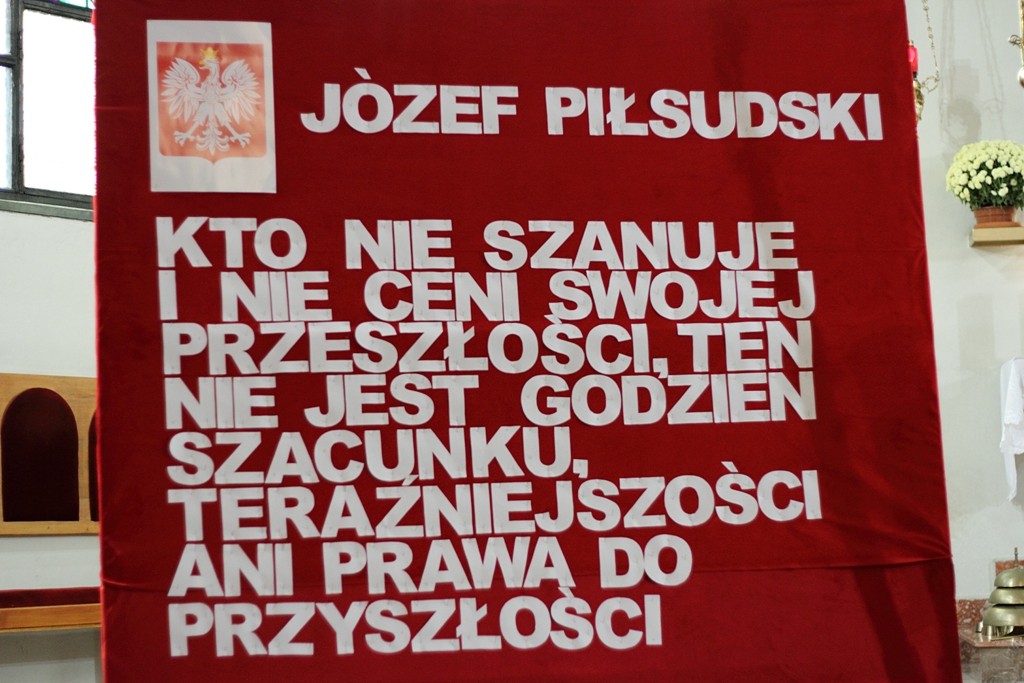 JÒZEF PIŁSUDSKI
KTO NIE SZANUJE
I NIE CENI SWOJEJ
PRZESZŁOŚCI, TEN
NIE JEST GODZIEN
SZACUNKU,
TERAŹNIEJSZOŚCI
ANI PRAWA DO
PRZYSZŁOŚCI